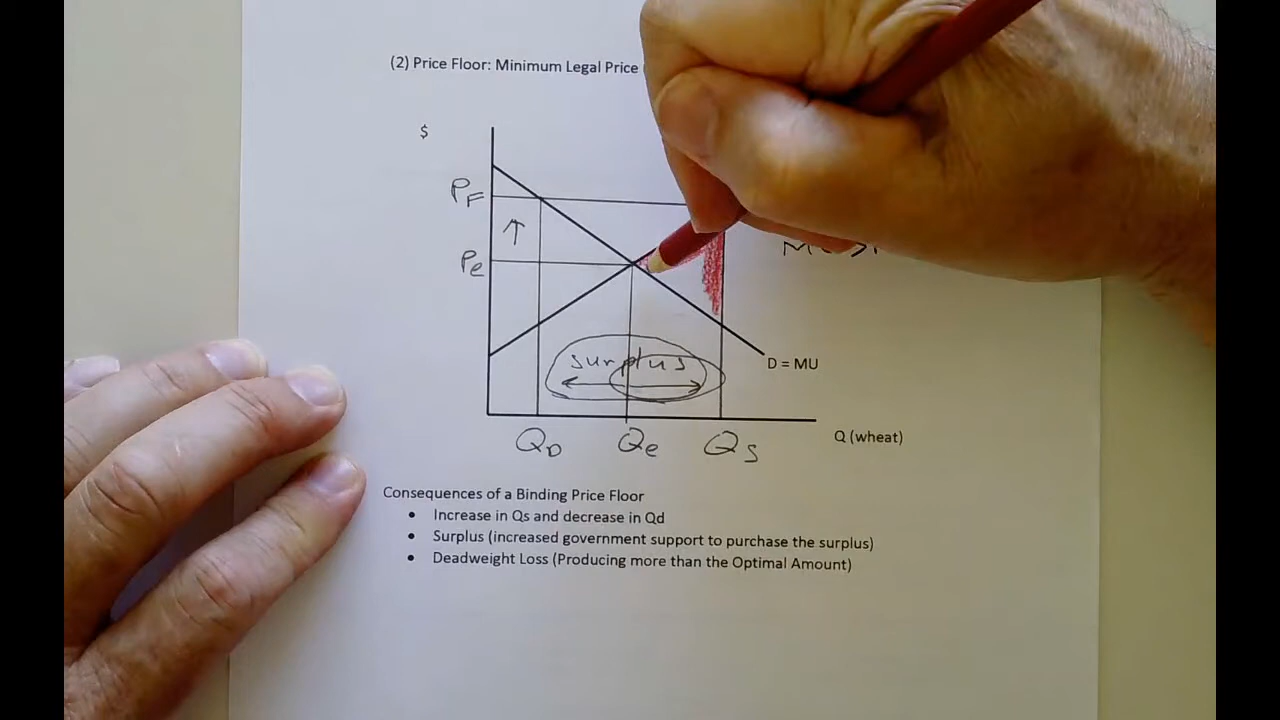 (2) Price Floor: Minimum Legal Price
$
PF
Pe
surplus
D = MU
QD Qe Qs
Q (wheat)
Consequences of a Binding Price Floor
• Increase in Qs and decrease in Qd
• Surplus (increased government support to purchase the surplus)
• Deadweight Loss (Producing more than the Optimal Amount)